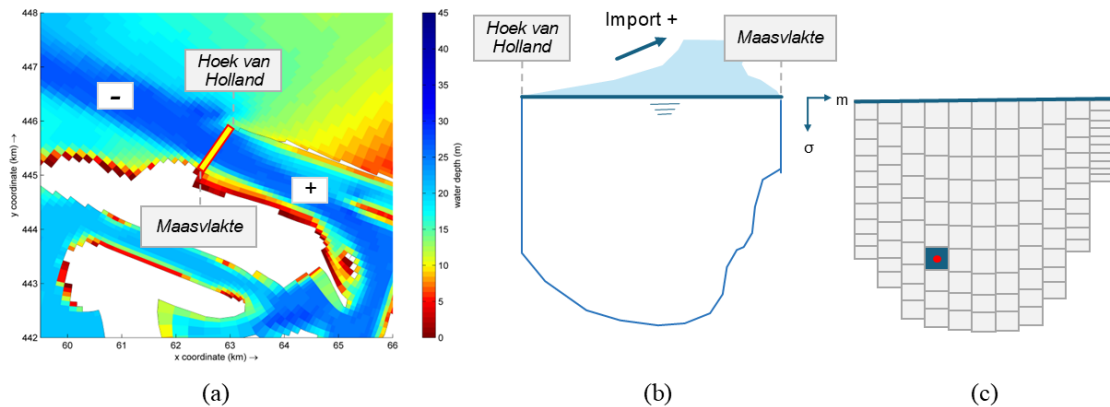 448
447
446
445
444
443
442
y coordinate (km) →
60
61
62
63
64
65
66
x coordinate (km) →
Hoek van
Holland
-
+
Maasvlakte
45
40
35
30
25
20
15
10
5
0
water depth (m)
(a)
Import +
Hoek van
Holland
Maasvlakte
(b)
m
σ
(c)